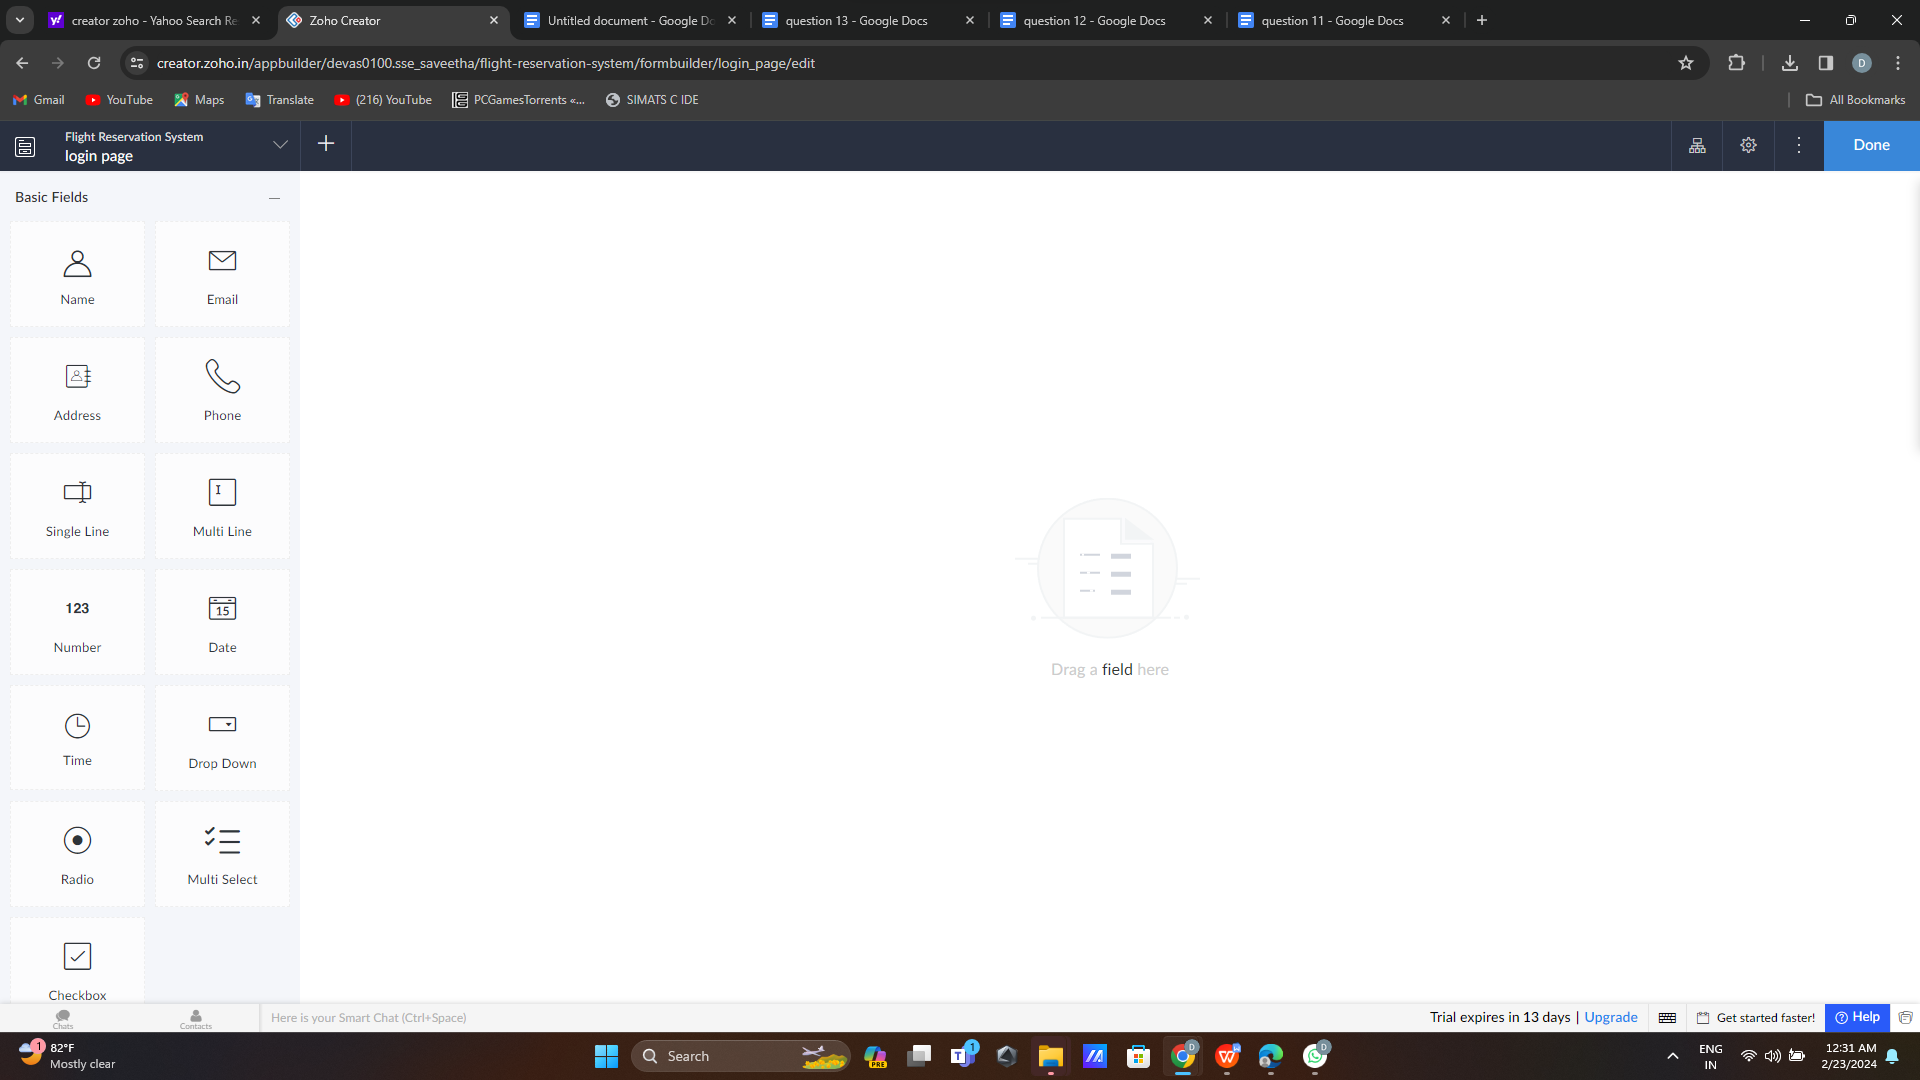 creator zoho - Yahoo Search Re
Zoho Creator
Untitled document - Google Do
question 13 - Google Docs
question 12 - Google Docs
question 11 - Google Docs
creator.zoho.in/appbuilder/devas0100.sse_saveetha/flight-reservation-system/formbuilder/login_page/edit
D
Gmail
YouTube
Maps
Translate
(216) YouTube
PCGamesTorrents «...
SIMATS C IDE
All Bookmarks
Flight Reservation System
login page
Done
Basic Fields
Name
Email
Address
Phone
Single Line
Multi Line
123
Number
15
Date
Time
Drop Down
Radio
Multi Select
Checkbox
Drag a field here
Chats
Contacts
Here is your Smart Chat (Ctrl+Space)
Trial expires in 13 days | Upgrade
Get started faster!
Help
1
82°F
Mostly clear
Search
PRE
1
D
D
ENG
IN
12:31 AM
2/23/2024